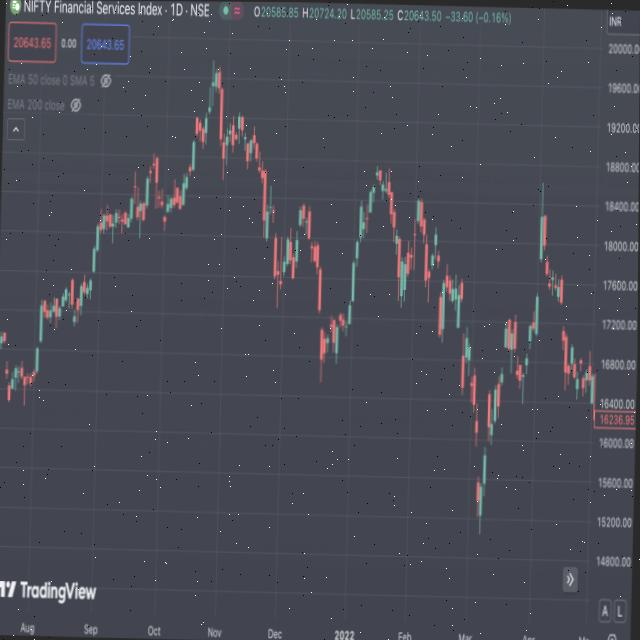 NIFTY Financial Services Index · 1D · NSE
O20585.85 H20724.20 L20585.25 C20643.50 −33.60 (−0.16%)
INR
20643.65
0.00
20643.65
EMA 50 close 0 SMA 5
EMA 200 close
20000.00
19600.00
19200.00
18800.00
18400.00
18000.00
17600.00
17200.00
16800.00
16400.00
16236.95
16000.00
15600.00
15200.00
14800.00
TradingView
A L
Aug Sep Oct Nov Dec 2022 Feb Mar Apr